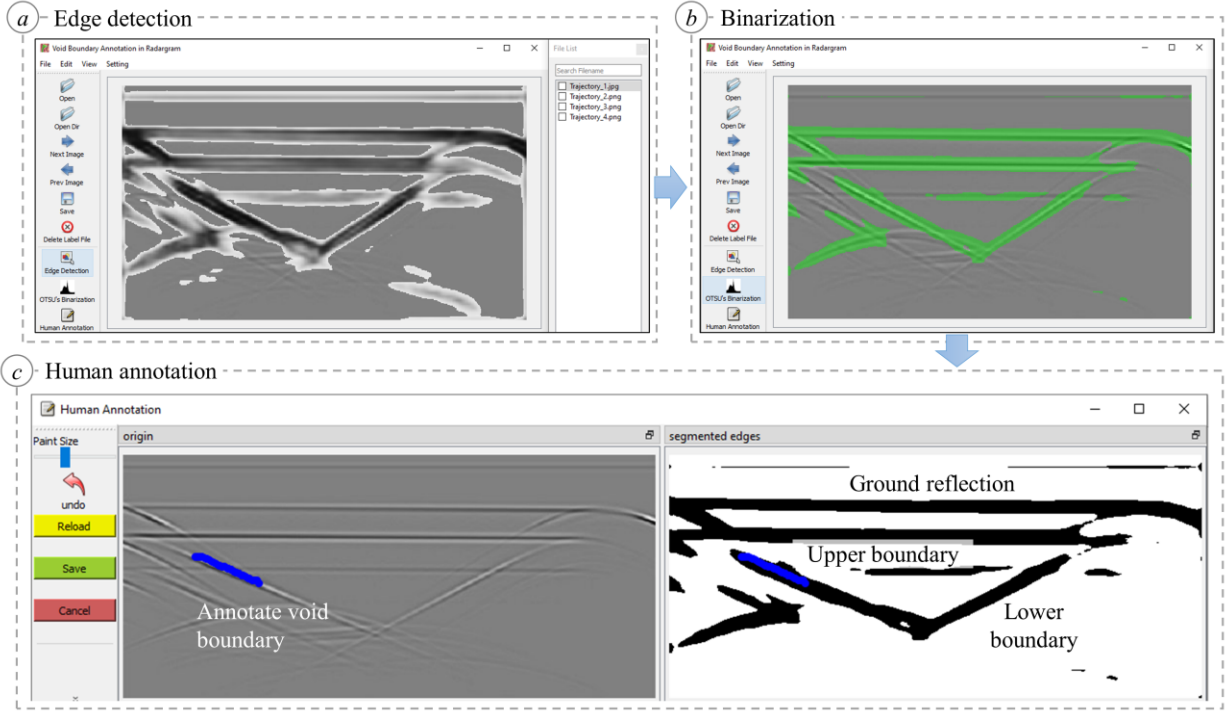 a Edge detection
Void Boundary Annotation in Radargram
File Edit View Setting
Open
Open Dir
Next Image
Prev Image
Save
Delete Label File
Edge Detection
OTSU's Binarization
Human Annotation
File List
Search Filename
Trajectory_1.jpg
Trajectory_2.png
Trajectory_3.png
Trajectory_4.png
b Binarization
Void Boundary Annotation in Radargram
File Edit View Setting
Open
Open Dir
Next Image
Prev Image
Save
Delete Label File
Edge Detection
OTSU's Binarization
Human Annotation
c Human annotation
Human Annotation
Paint Size
undo
Reload
Save
Cancel
origin
Annotate void
boundary
segmented edges
Ground reflection
Upper boundary
Lower
boundary